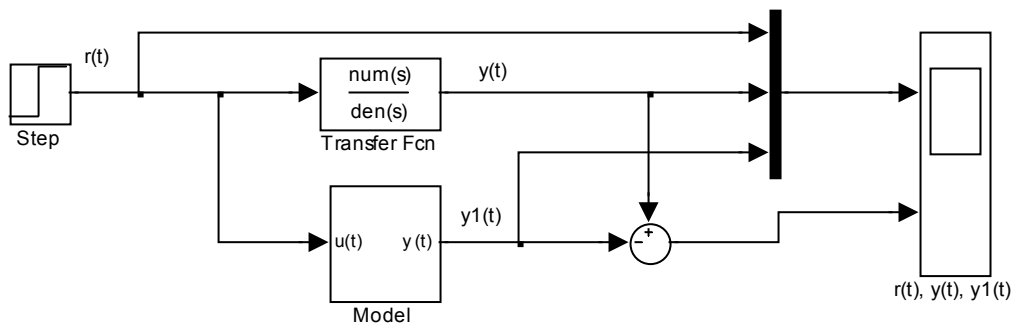 r(t)
Step
num(s)
den(s)
Transfer Fcn
y(t)
u(t)
y (t)
Model
y1(t)
+
−
r(t), y(t), y1(t)